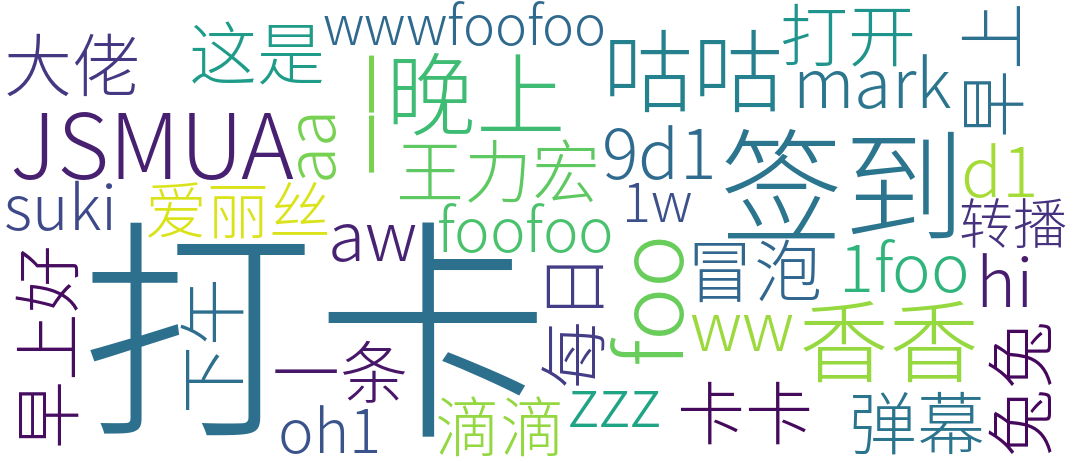 大佬
这是
wwwfoofoo
晚上
咕咕
打开
mark
早上
JSMUA
aa
王力宏
9d1
签到
d1
suki
爱丽丝
aw
foofoo
1w
转播
打卡
下午
每日
foo
冒泡
1foo
hi
早上好
一条
ww
香香
兔兔
oh1
滴滴
zzz
卡卡
弹幕